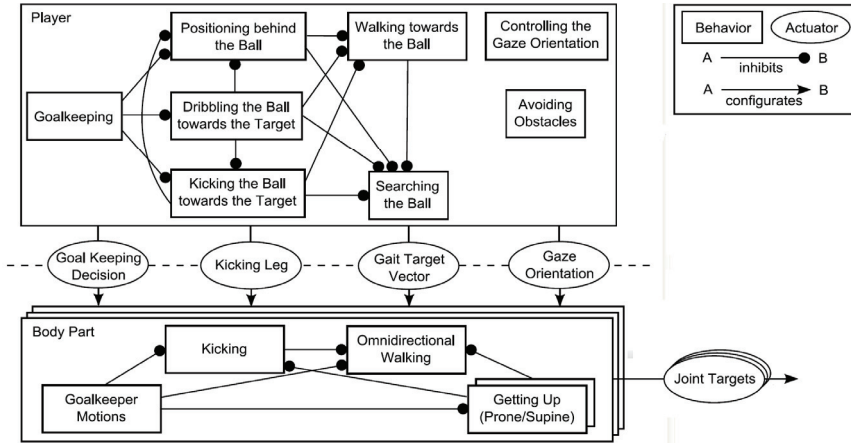 Player
Positioning behind
the Ball
Walking towards
the Ball
Controlling the
Gaze Orientation
Goalkeeping
Dribbling the Ball
towards the Target
Avoiding
Obstacles
Kicking the Ball
towards the Target
Searching
the Ball
Behavior
Actuator
A inhibits B
A configurates B
Goal Keeping
Decision
Kicking Leg
Gait Target
Vector
Gaze
Orientation
Body Part
Kicking
Omnidirectional
Walking
Goalkeeper
Motions
Getting Up
(Prone/Supine)
Joint Targets